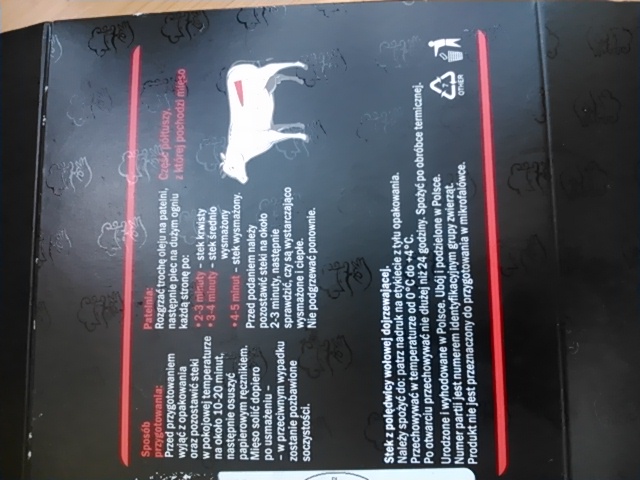 Sposób
przygotowania:
Przed przygotowaniem
wyjąć z opakowania
oraz pozostawić steki
w pokojowej temperaturze
na około 10-20 minut,
następnie osuszyć
papierowym ręcznikiem.
Mięso solić dopiero
po usmażeniu –
– w przeciwnym wypadku
zostanie pozbawione
soczystości.
Patelnia:
Rozgrzać trochę oleju na patelni,
następnie piec na dużym ogniu
każdą stronę po:
• 2-3 minuty – stek krwisty
• 3-4 minuty – stek średnio
wysmażony
• 4-5 minut – stek wysmażony.
Przed podaniem należy
pozostawić steki na około
2-3 minuty, następnie
sprawdzić, czy są wystarczająco
wysmażone i ciepłe.
Nie podgrzewać ponownie.
Część półtuszy,
z której pochodzi mięso
Stek z polędwicy wołowej dojrzewającej.
Należy spożyć do: patrz nadruk na etykiecie z tyłu opakowania.
Przechowywać w temperaturze od 0°C do +4°C.
Po otwarciu przechowywać nie dłużej niż 24 godziny. Spożyć po obróbce termicznej.
Urodzone i wyhodowane w Polsce. Ubój i podzielone w Polsce.
Numer partii jest numerem identyfikacyjnym grupy zwierząt.
Produkt nie jest przeznaczony do przygotowania w mikrofalówce.
7
OTHER